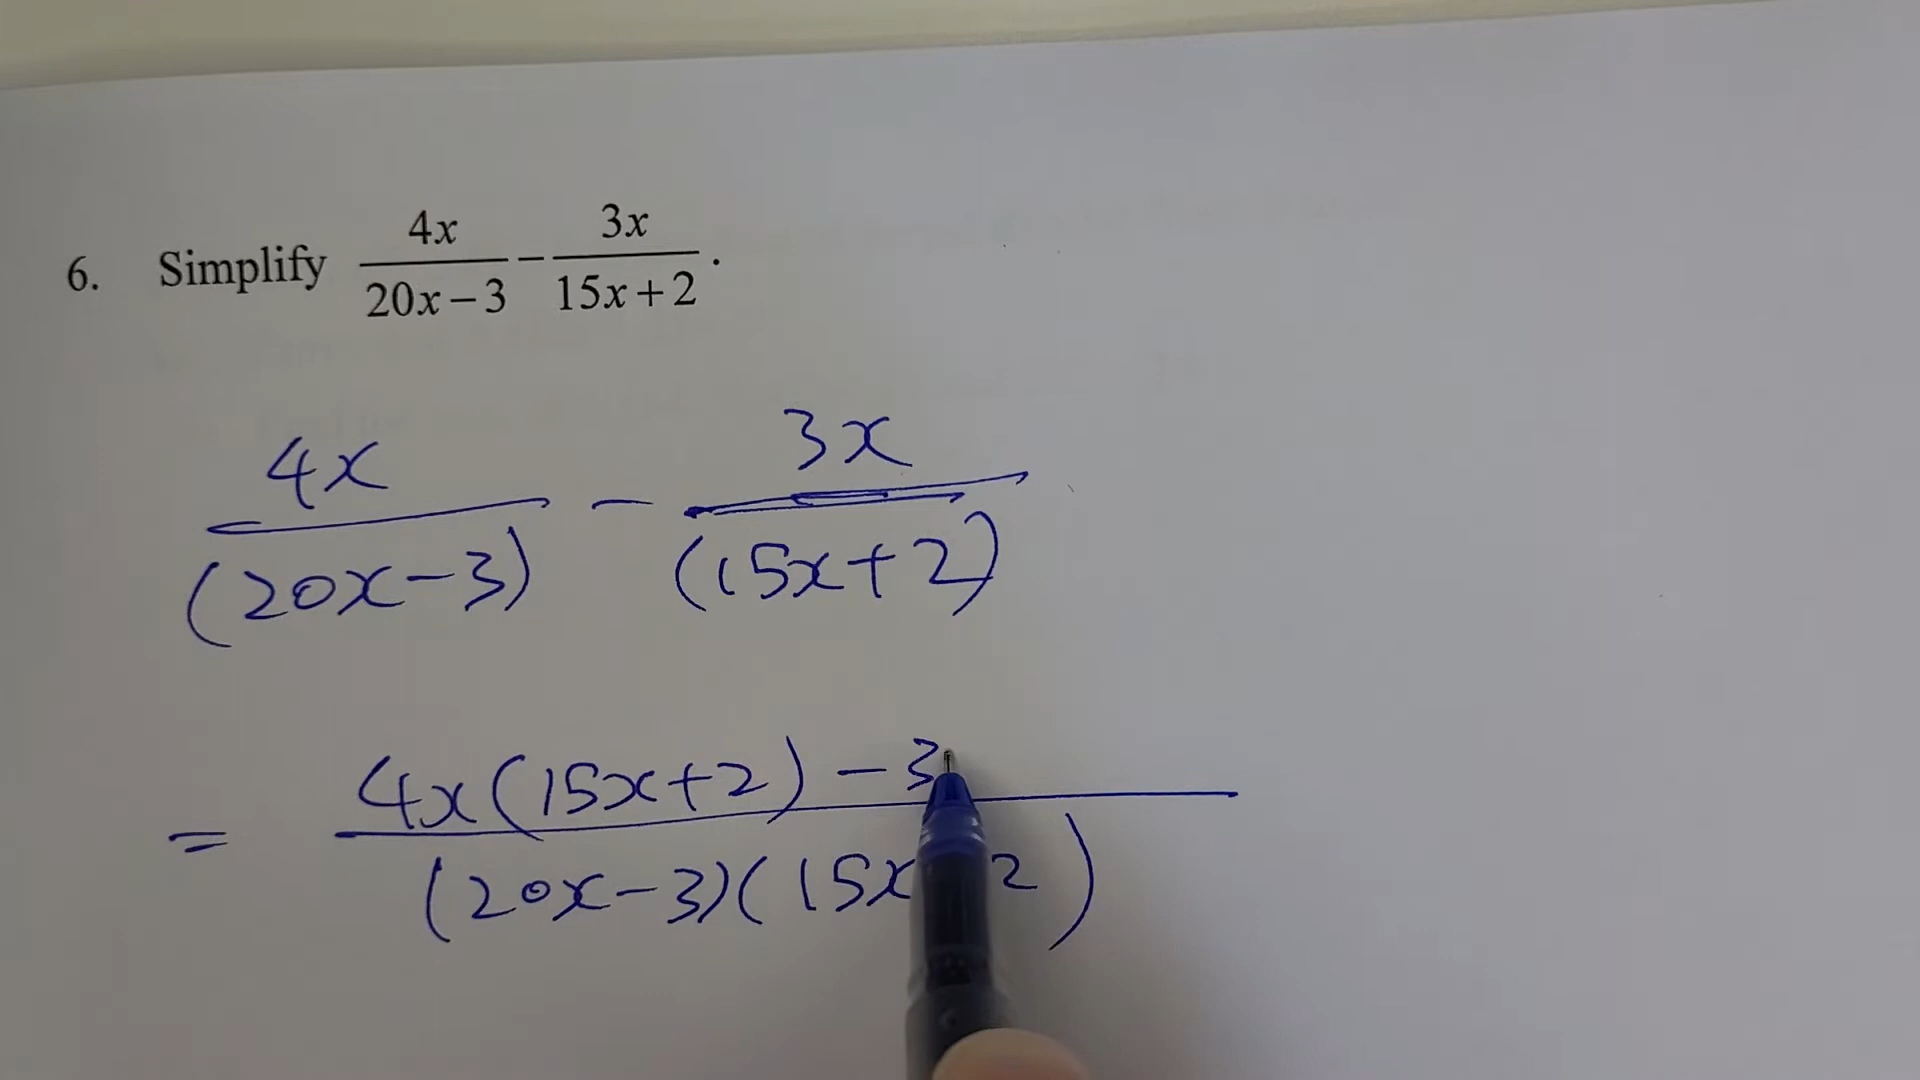 6. Simplify 4x/(20x−3) − 3x/(15x+2).
4x/(20x−3) − 3x/(15x+2)
= 4x(15x+2) − 3
(20x−3)(15x 2)